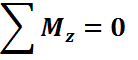 ∑ M_z = 0